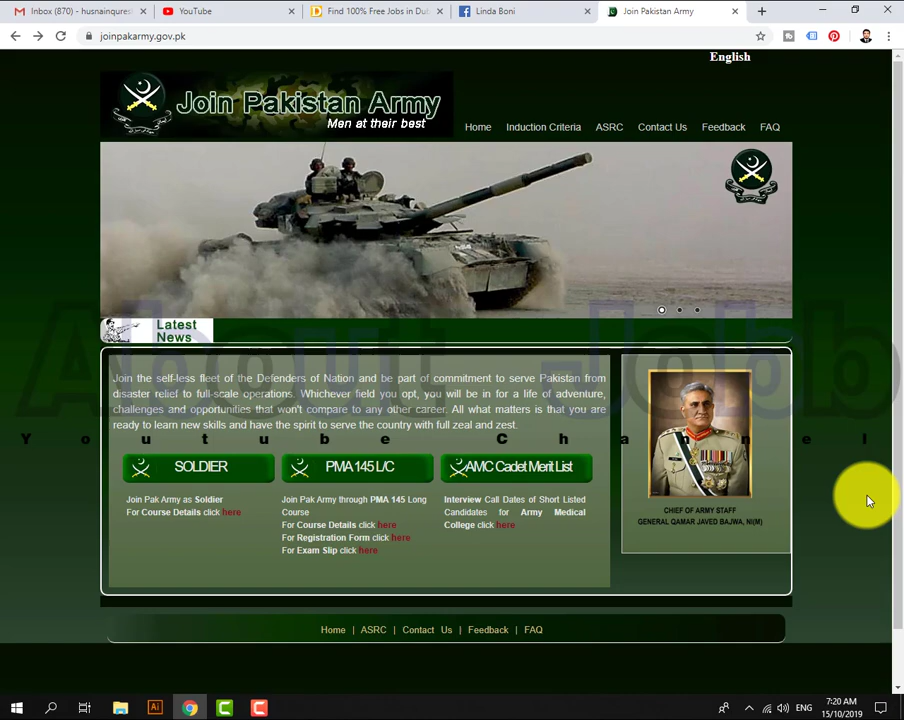 Inbox (870) - husnainqures
YouTube
Find 100% Free Jobs in Dub
Linda Boni
Join Pakistan Army
joinpakarmy.gov.pk
English
Join Pakistan Army
Men at their best
Home Induction Criteria ASRC Contact Us Feedback FAQ
Latest
News
Join the self-less fleet of the Defenders of Nation and be part of commitment to serve Pakistan from
disaster relief to full-scale operations. Whichever field you opt, you will be in for a life of adventure,
challenges and opportunities that won't compare to any other career. All what matters is that you are
ready to learn new skills and have the spirit to serve the country with full zeal and zest.
Youtube Channel
SOLDIER
Join Pak Army as Soldier
For Course Details click here
PMA 145 L/C
Join Pak Army through PMA 145 Long
Course
For Course Details click here
For Registration Form click here
For Exam Slip click here
AMC Cadet Merit List
Interview Call Dates of Short Listed
Candidates for Army Medical
College click here
CHIEF OF ARMY STAFF
GENERAL QAMAR JAVED BAJWA, NI(M)
Home | ASRC | Contact Us | Feedback | FAQ
Ai
ENG
7:20 AM
15/10/2019